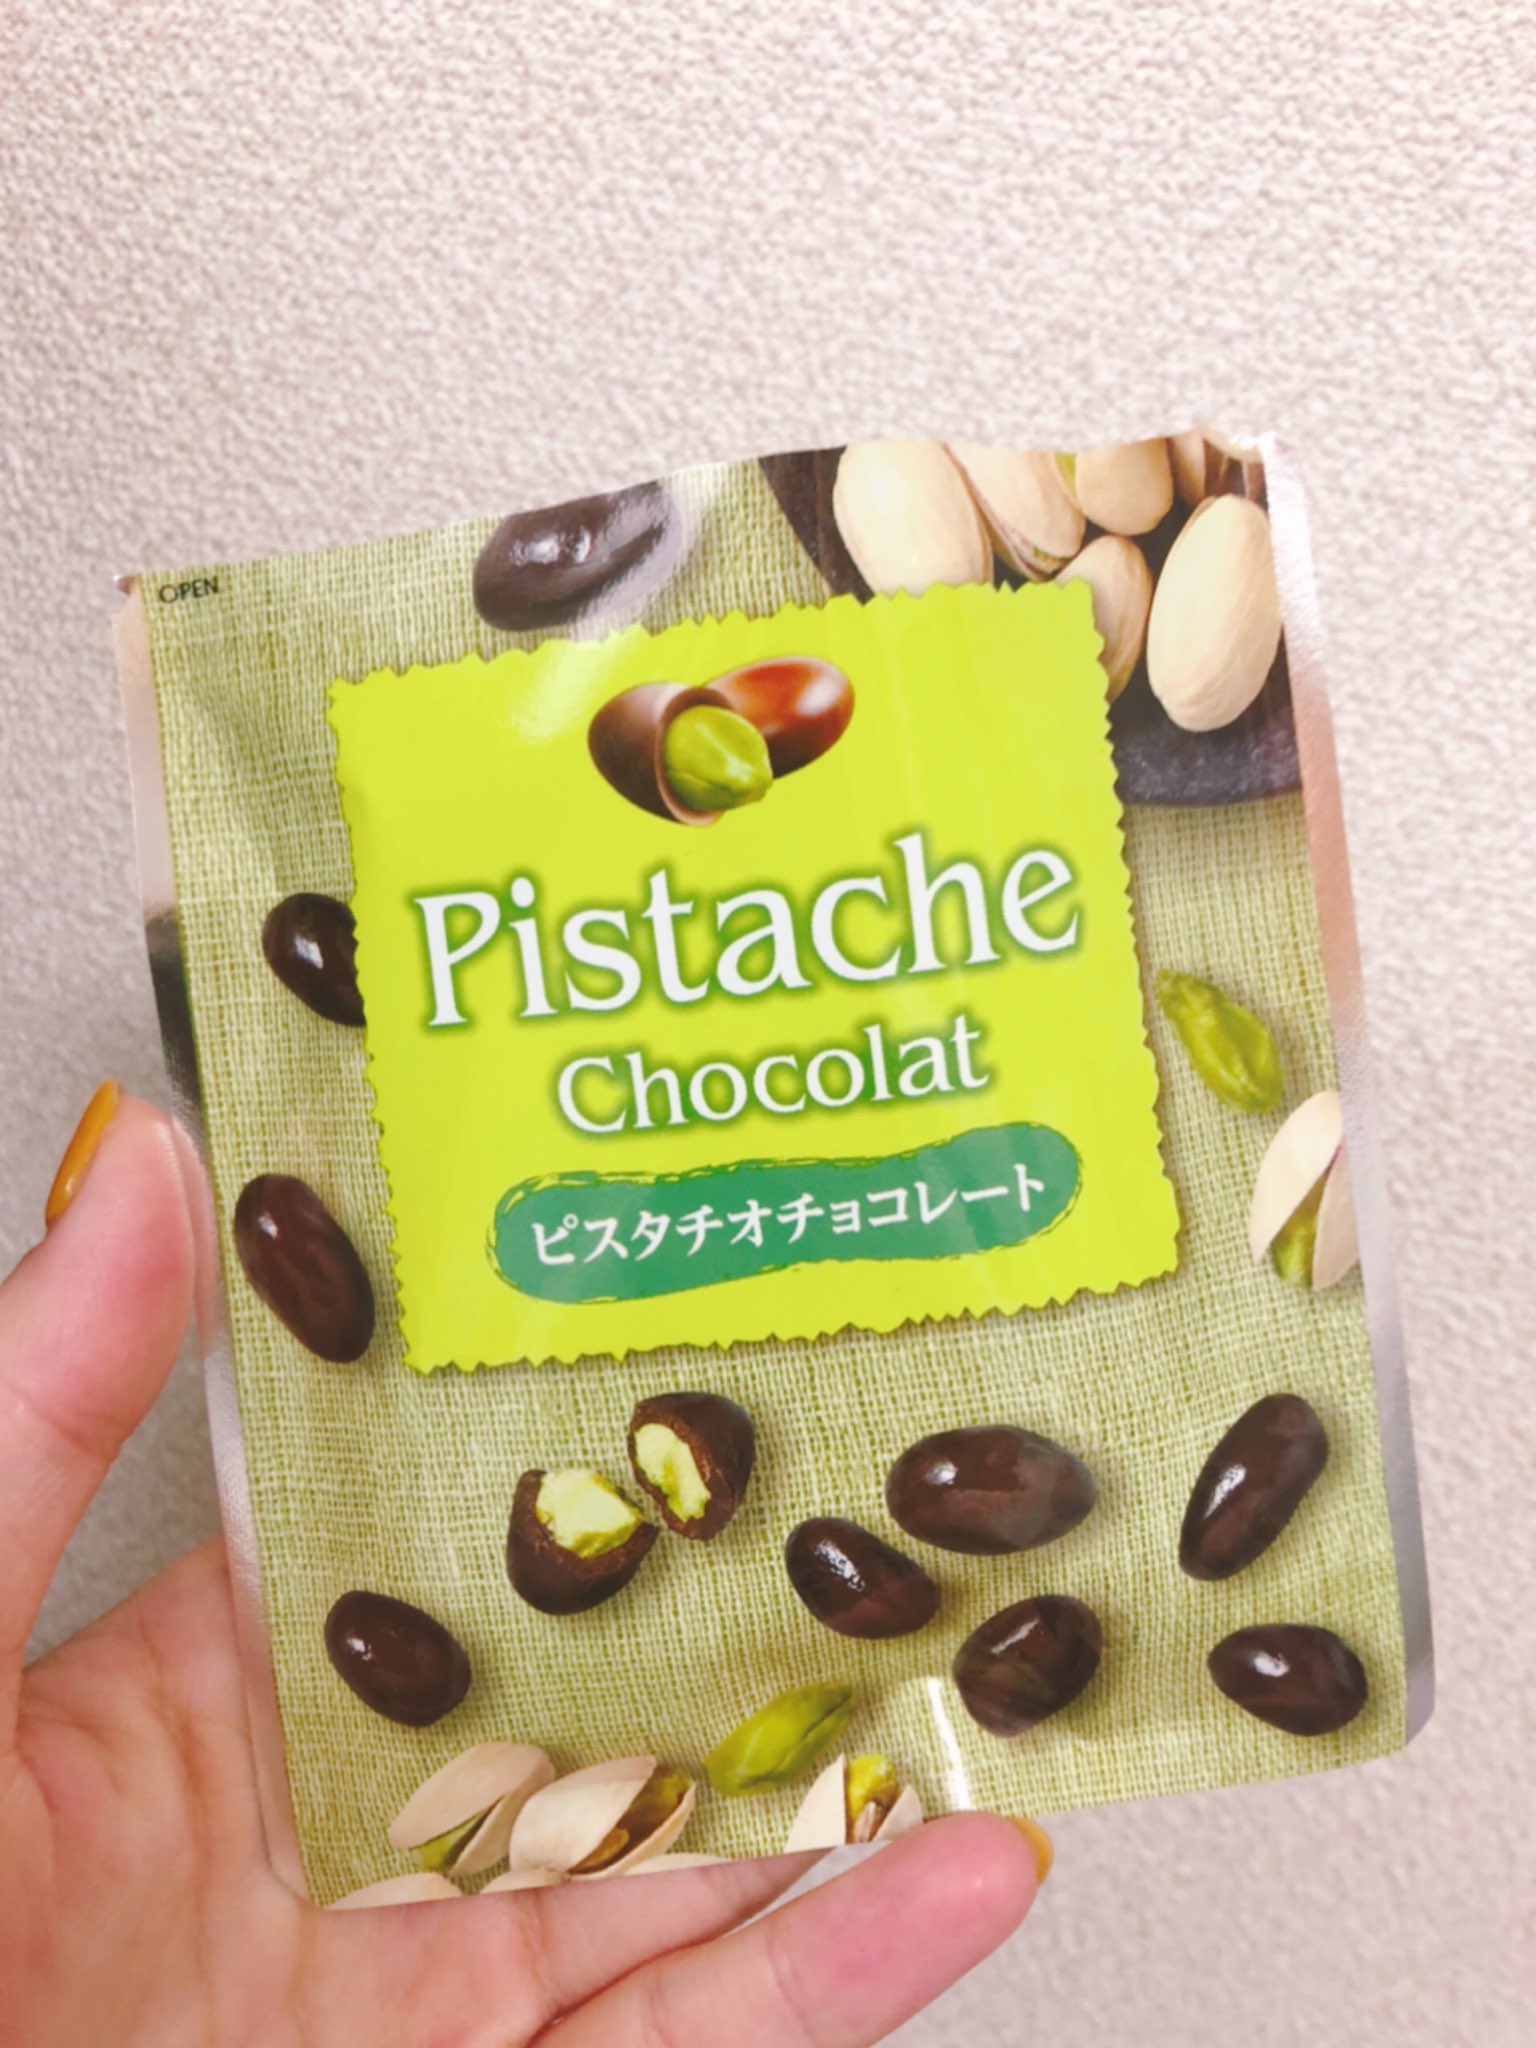 OPEN
Pistache
Chocolat
ピスタチオチョコレート